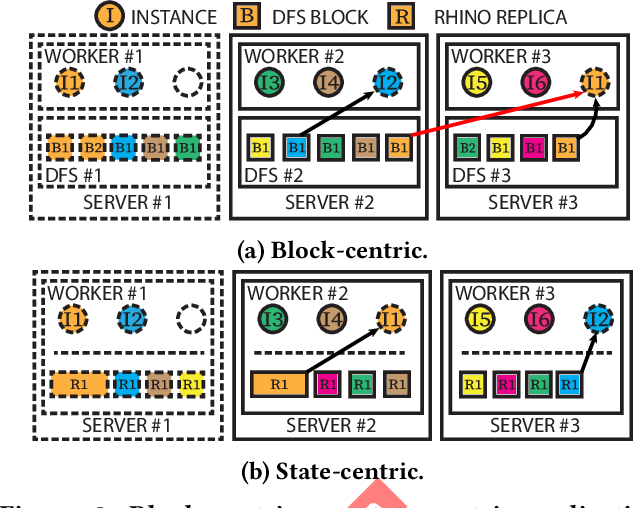 I INSTANCE B DFS BLOCK R RHINO REPLICA
WORKER #1 WORKER #2 WORKER #3
I1 I2 I3 I4 I2 I5 I6 I1
B1 B2 B1 B1 B1 B1 B1 B1 B1 B1 B2 B1 B1 B1
DFS #1 DFS #2 DFS #3
SERVER #1 SERVER #2 SERVER #3
(a) Block-centric.
WORKER #1 WORKER #2 WORKER #3
I1 I2 I3 I4 I1 I5 I6 I2
R1 R1 R1 R1 R1 R1 R1 R1 R1 R1 R1 R1
SERVER #1 SERVER #2 SERVER #3
(b) State-centric.